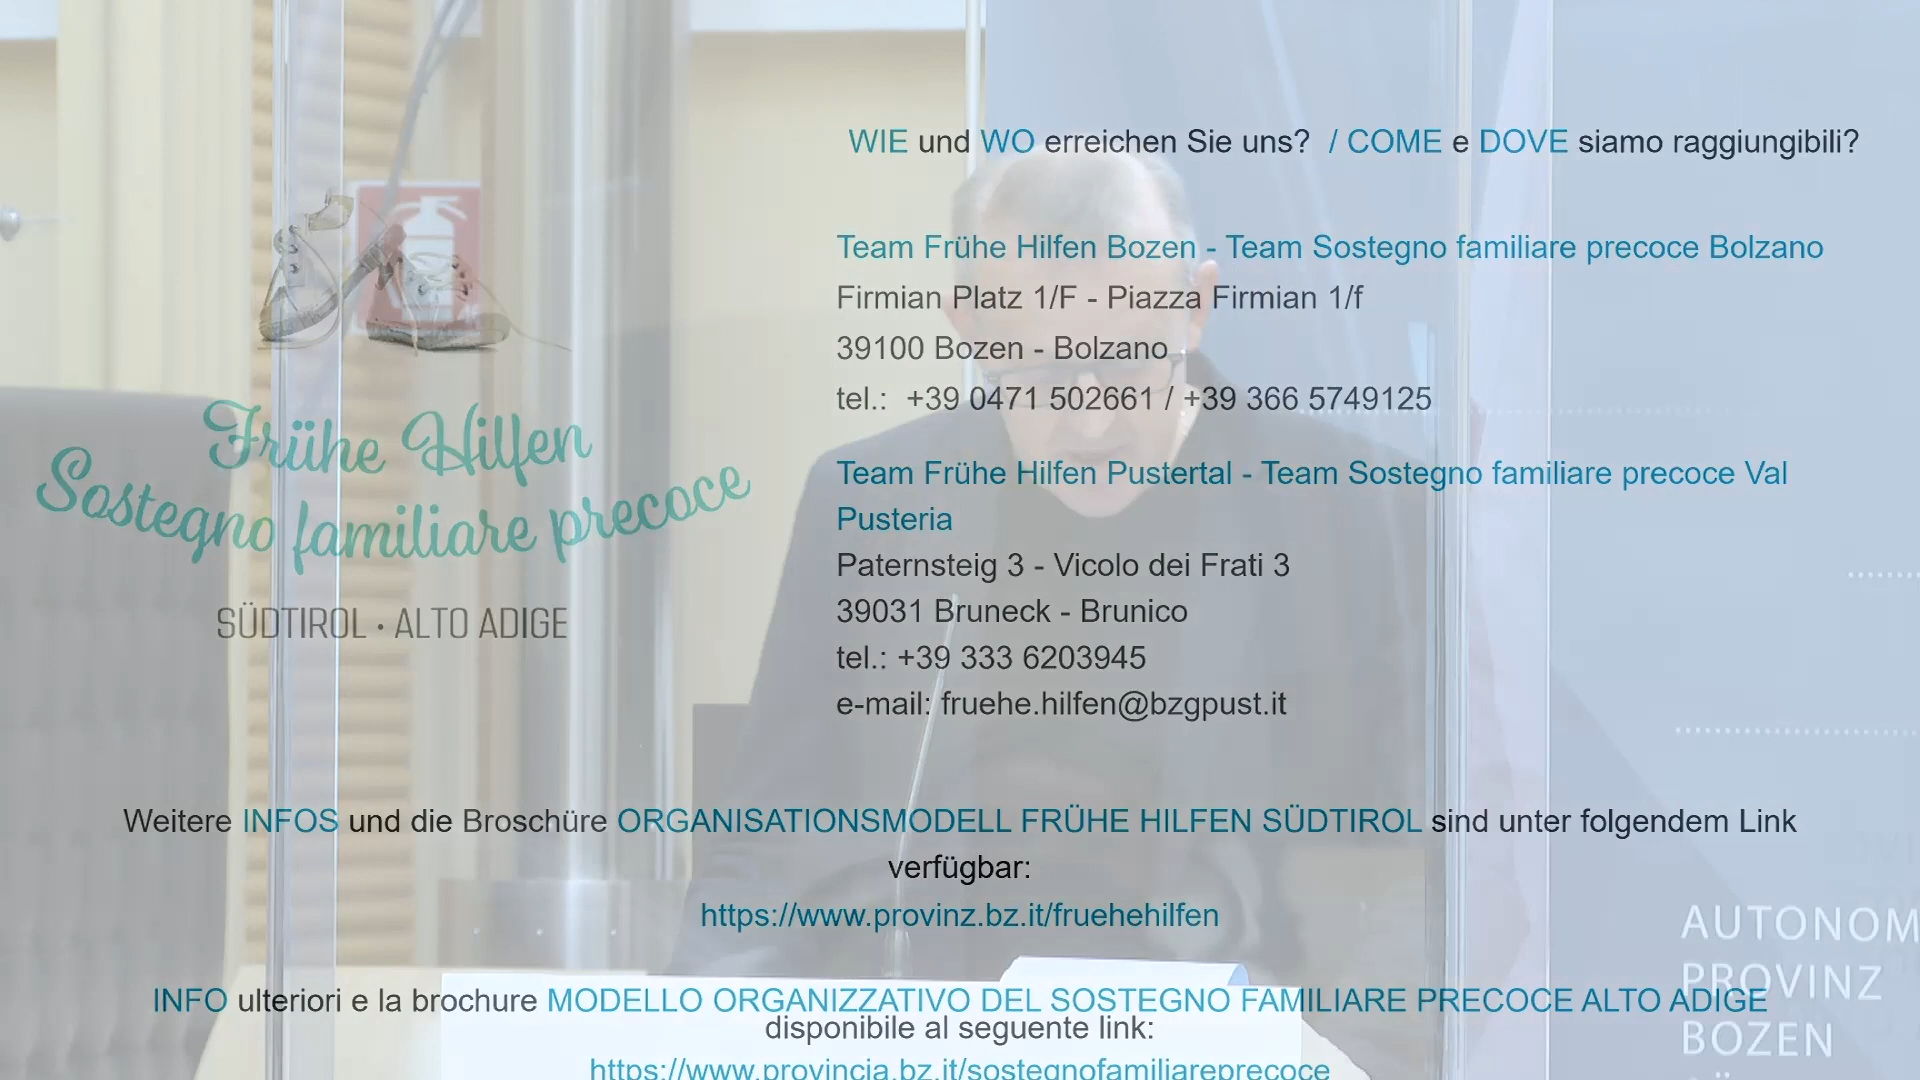 WIE und WO erreichen Sie uns? / COME e DOVE siamo raggiungibili?
Team Frühe Hilfen Bozen - Team Sostegno familiare precoce Bolzano
Firmian Platz 1/F - Piazza Firmian 1/f
39100 Bozen - Bolzano
tel.: +39 0471 502661 / +39 366 5749125
Frühe Hilfen
Sostegno familiare precoce
SÜDTIROL • ALTO ADIGE
Team Frühe Hilfen Pustertal - Team Sostegno familiare precoce Val
Pusteria
Paternsteig 3 - Vicolo dei Frati 3
39031 Bruneck - Brunico
tel.: +39 333 6203945
e-mail: fruehe.hilfen@bzgpust.it
Weitere INFOS und die Broschüre ORGANISATIONSMODELL FRÜHE HILFEN SÜDTIROL sind unter folgendem Link
verfügbar:
https://www.provinz.bz.it/fruehehilfen
INFO ulteriori e la brochure MODELLO ORGANIZZATIVO DEL SOSTEGNO FAMILIARE PRECOCE ALTO ADIGE
disponibile al seguente link:
https://www.provincia.bz.it/sostegnofamiliareprecoce
AUTONOM
PROVINZ
BOZEN